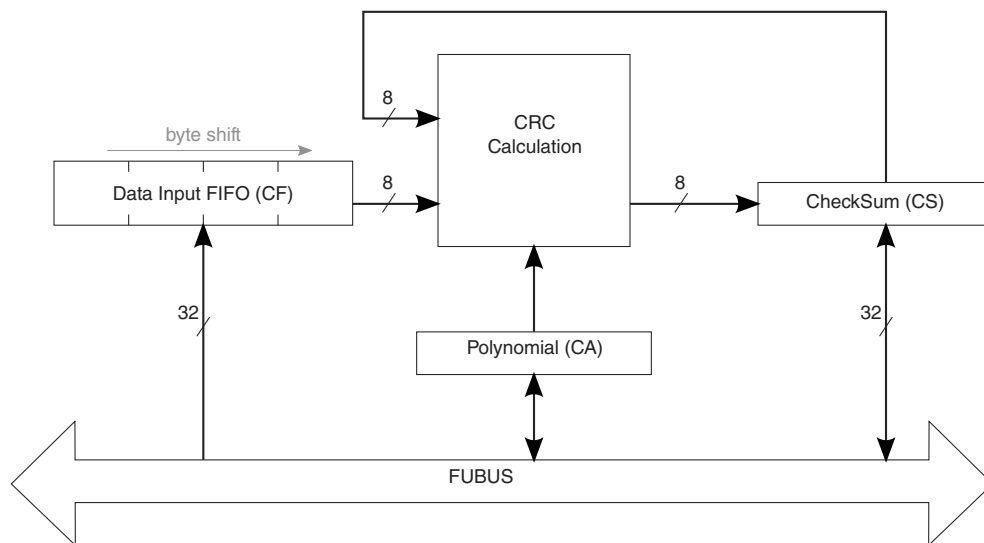 8
CRC
Calculation
byte shift
Data Input FIFO (CF)
8
8
CheckSum (CS)
32
32
Polynomial (CA)
FUBUS